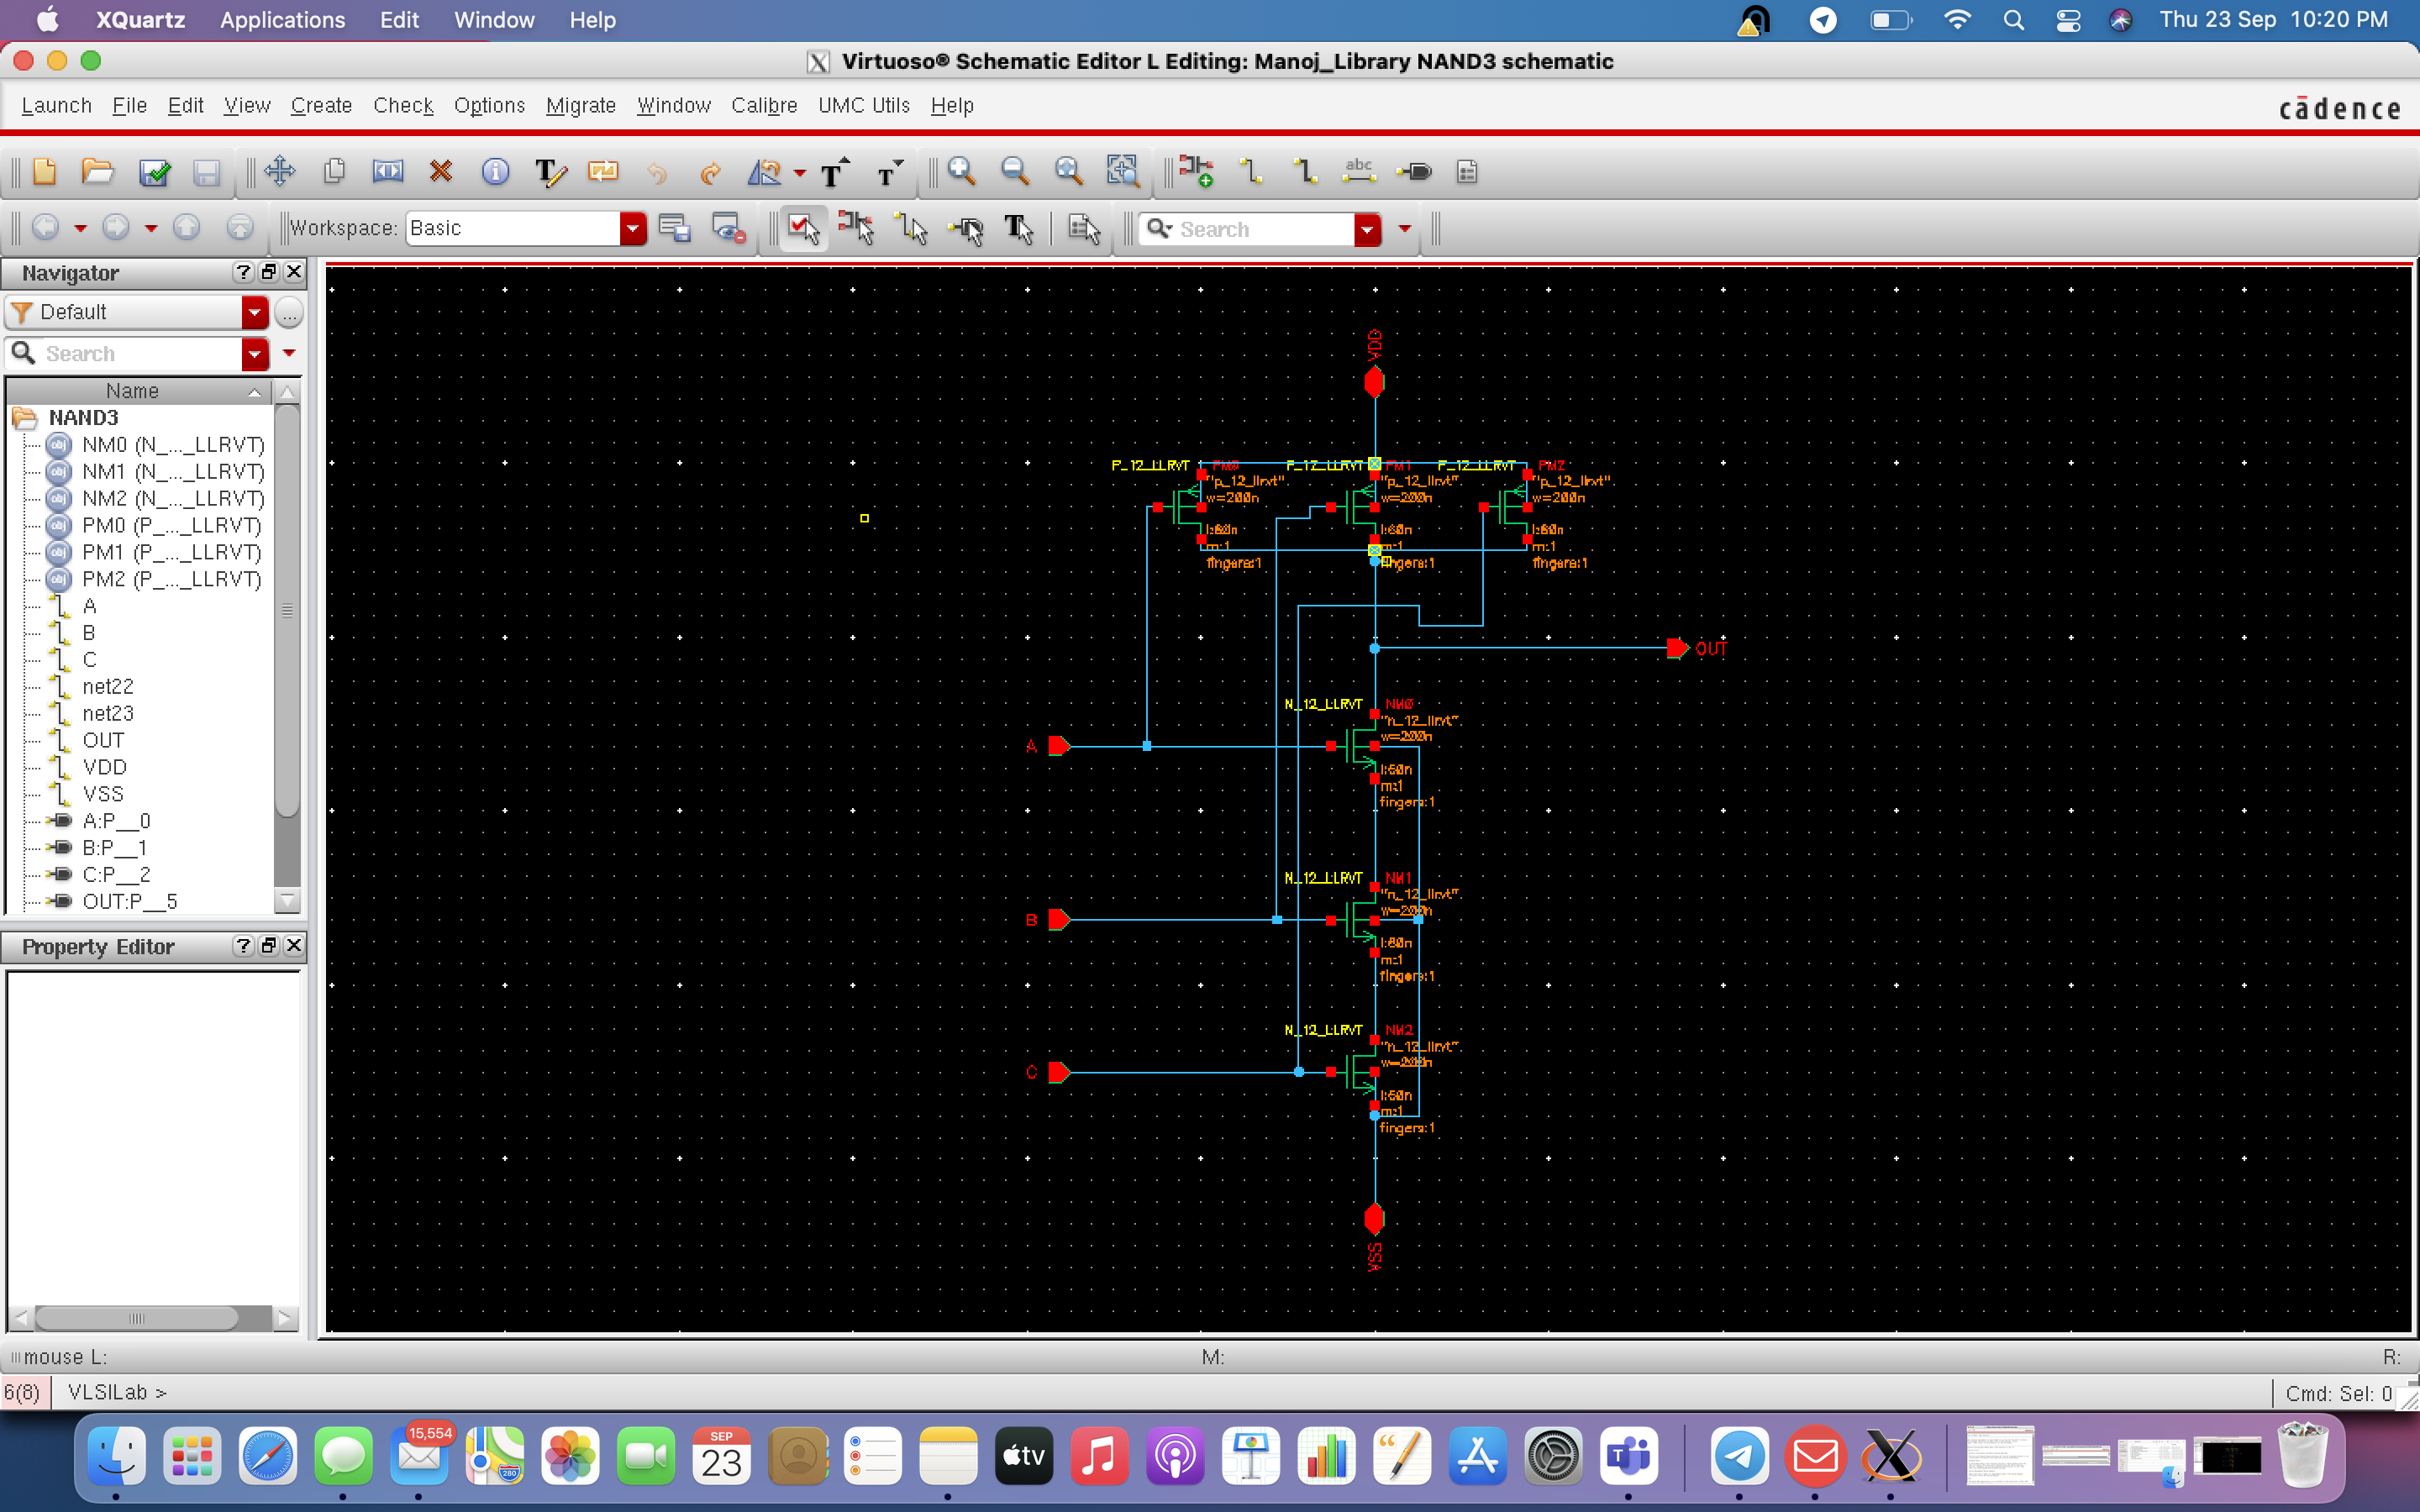 XQuartz Applications Edit Window Help
Thu 23 Sep 10:20 PM
Virtuoso® Schematic Editor L Editing: Manoj_Library NAND3 schematic
Launch File Edit View Create Check Options Migrate Window Calibre UMC Utils Help
cādence
abc
Workspace: Basic
Search
Navigator
Default
Search
Name
NAND3
NM0 (N_..._LLRVT)
NM1 (N_..._LLRVT)
NM2 (N_..._LLRVT)
PM0 (P_..._LLRVT)
PM1 (P_..._LLRVT)
PM2 (P_..._LLRVT)
A
B
C
net22
net23
OUT
VDD
VSS
A:P__0
B:P__1
C:P__2
OUT:P__5
Property Editor
VDD
P_12_LLRVT PM0 P_12_LLRVT PM1 P_12_LLRVT PM2
"p_12_llrvt" "p_12_llrvt" "p_12_llrvt"
w=200n w=200n w=200n
l:60n l:60n l:60n
m:1 m:1 m:1
fingers:1 fingers:1 fingers:1
OUT
N_12_LLRVT NM0
"n_12_llrvt"
w=200n
A
l:60n
m:1
fingers:1
N_12_LLRVT NM1
"n_12_llrvt"
w=200n
B
l:60n
m:1
fingers:1
N_12_LLRVT NM2
"n_12_llrvt"
w=200n
C
l:60n
m:1
fingers:1
VSS
mouse L: M: R:
6(8) VLSILab > Cmd: Sel: 0
15,554
280
SEP
23
tv